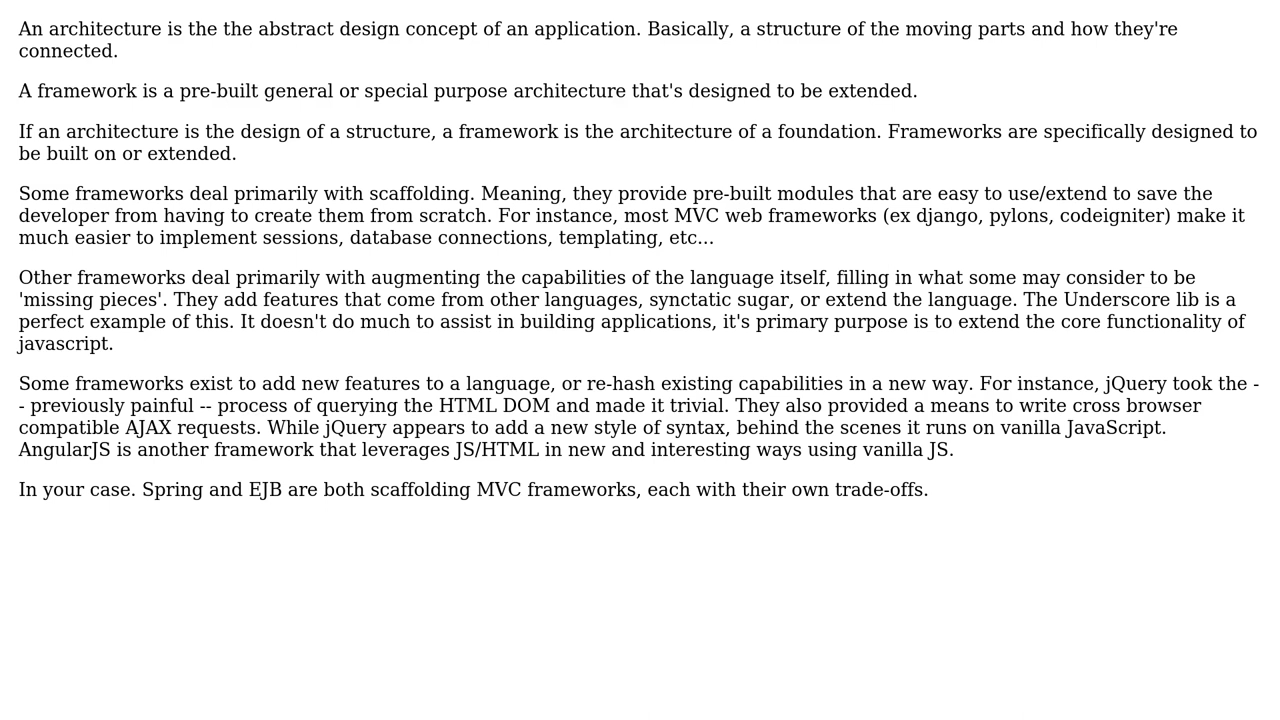 An architecture is the the abstract design concept of an application. Basically, a structure of the moving parts and how they're
connected.
A framework is a pre-built general or special purpose architecture that's designed to be extended.
If an architecture is the design of a structure, a framework is the architecture of a foundation. Frameworks are specifically designed to
be built on or extended.
Some frameworks deal primarily with scaffolding. Meaning, they provide pre-built modules that are easy to use/extend to save the
developer from having to create them from scratch. For instance, most MVC web frameworks (ex django, pylons, codeigniter) make it
much easier to implement sessions, database connections, templating, etc...
Other frameworks deal primarily with augmenting the capabilities of the language itself, filling in what some may consider to be
'missing pieces'. They add features that come from other languages, synctatic sugar, or extend the language. The Underscore lib is a
perfect example of this. It doesn't do much to assist in building applications, it's primary purpose is to extend the core functionality of
javascript.
Some frameworks exist to add new features to a language, or re-hash existing capabilities in a new way. For instance, jQuery took the -
- previously painful -- process of querying the HTML DOM and made it trivial. They also provided a means to write cross browser
compatible AJAX requests. While jQuery appears to add a new style of syntax, behind the scenes it runs on vanilla JavaScript.
AngularJS is another framework that leverages JS/HTML in new and interesting ways using vanilla JS.
In your case. Spring and EJB are both scaffolding MVC frameworks, each with their own trade-offs.